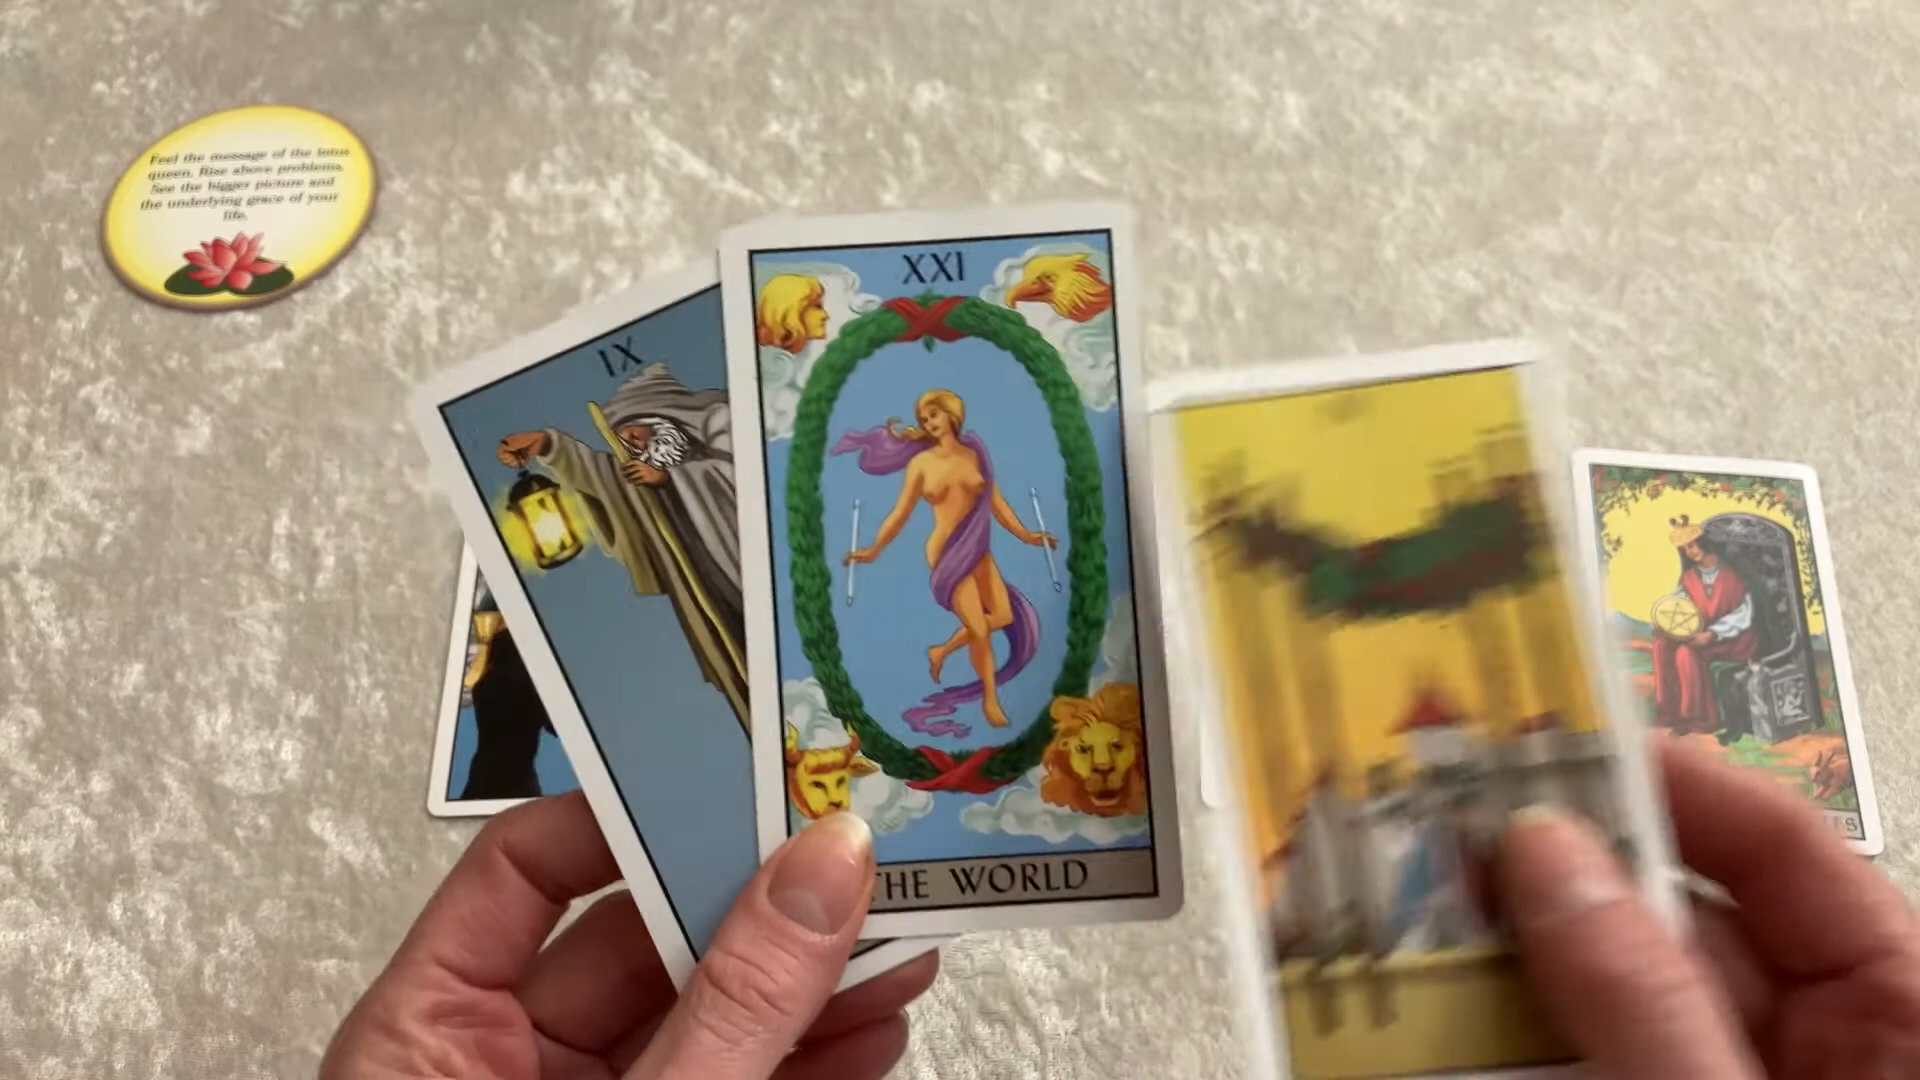 Feel the message of the lotus
queen. Rise above problems.
See the bigger picture and
the underlying grace of your
life.
XXI
IX
THE WORLD